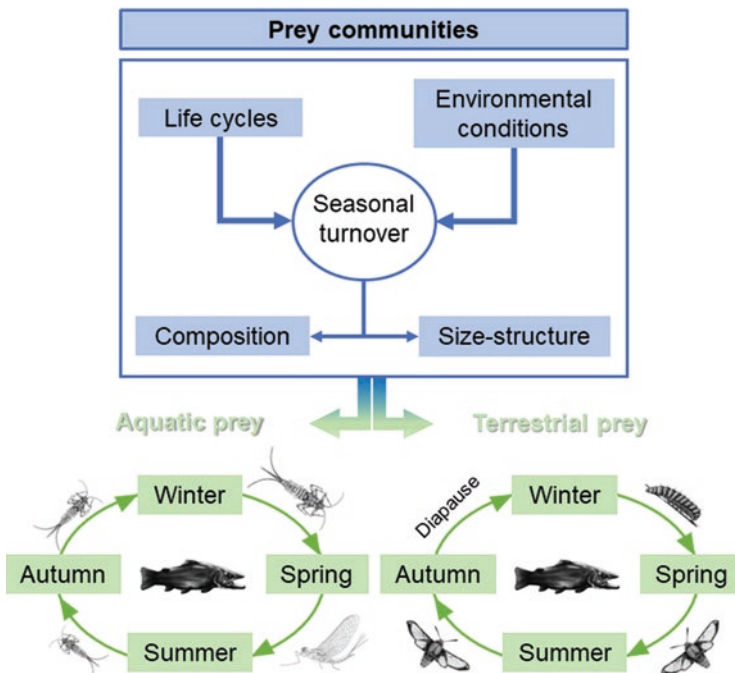 Prey communities
Life cycles
Environmental
conditions
Seasonal
turnover
Composition
Size-structure
Aquatic prey
Terrestrial prey
Winter
Autumn
Spring
Summer
Diapause
Winter
Autumn
Spring
Summer